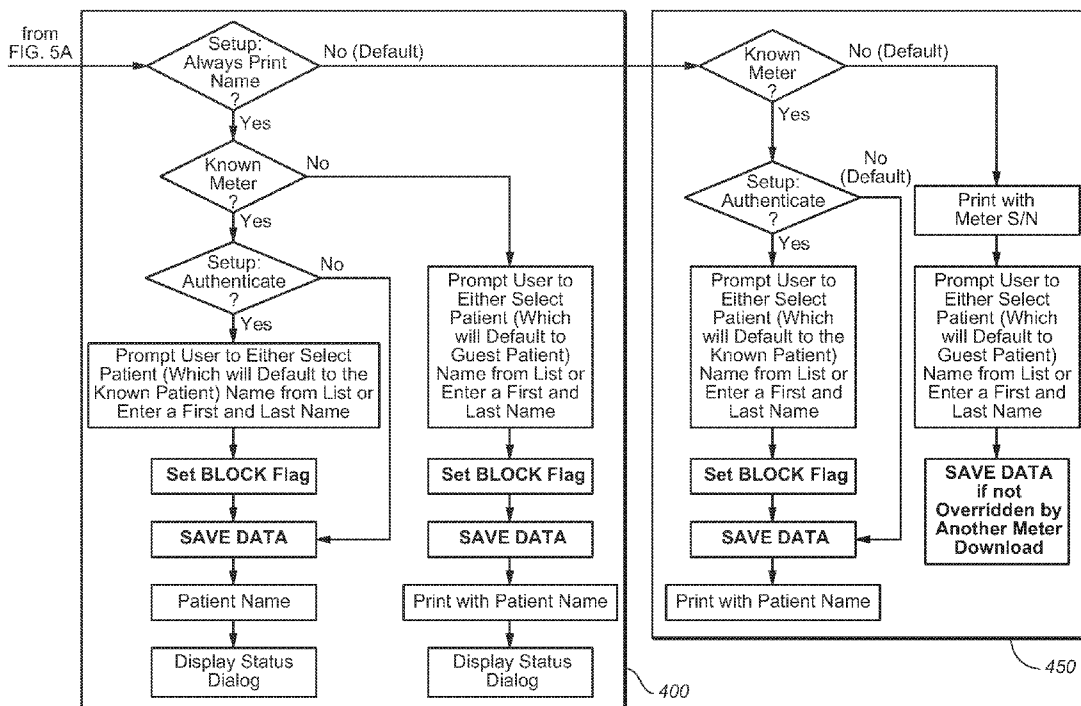 from
FIG. 5A
Setup:
Always Print
Name
?
No (Default)
Yes
Known
Meter
?
No
Yes
Setup:
Authenticate
?
No
Yes
Prompt User to Either Select
Patient (Which will Default to the
Known Patient) Name from List or
Enter a First and Last Name
Set BLOCK Flag
SAVE DATA
Patient Name
Display Status
Dialog
Prompt User to
Either Select
Patient (Which
will Default to
Guest Patient)
Name from List or
Enter a First and
Last Name
Set BLOCK Flag
SAVE DATA
Print with Patient Name
Display Status
Dialog
400
Known
Meter
?
No (Default)
Yes
Setup:
Authenticate
?
No
(Default)
Yes
Prompt User to
Either Select
Patient (Which
will Default to the
Known Patient)
Name from List or
Enter a First and
Last Name
Set BLOCK Flag
SAVE DATA
Print with Patient Name
Print with
Meter S/N
Prompt User to
Either Select
Patient (Which
will Default to
Guest Patient)
Name from List or
Enter a First and
Last Name
SAVE DATA
if not
Overridden by
Another Meter
Download
450